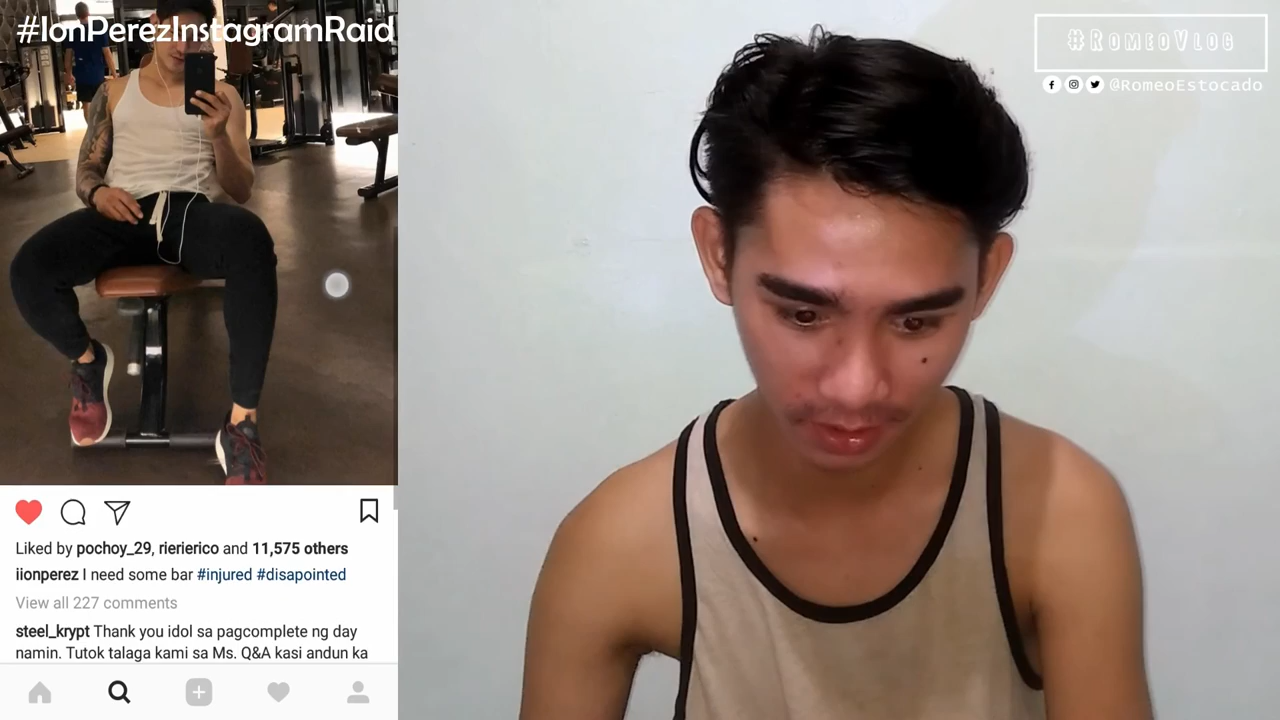 #IonPerezInstagramRaid
#RomeoVlog
@RomeoEstocado
Liked by pochoy_29, rierierico and 11,575 others
iionperez I need some bar #injured #disapointed
View all 227 comments
steel_krypt Thank you idol sa pagcomplete ng day
namin. Tutok talaga kami sa Ms. Q&A kasi andun ka